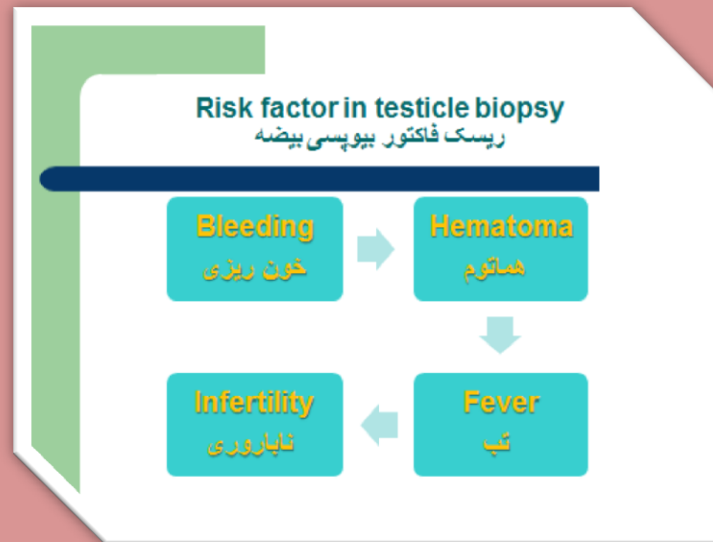 Risk factor in testicle biopsy
ریسک فاکتور بیوپسی بیضه
Bleeding
خون ریزی
Hematoma
هماتوم
Fever
تب
Infertility
ناباروری